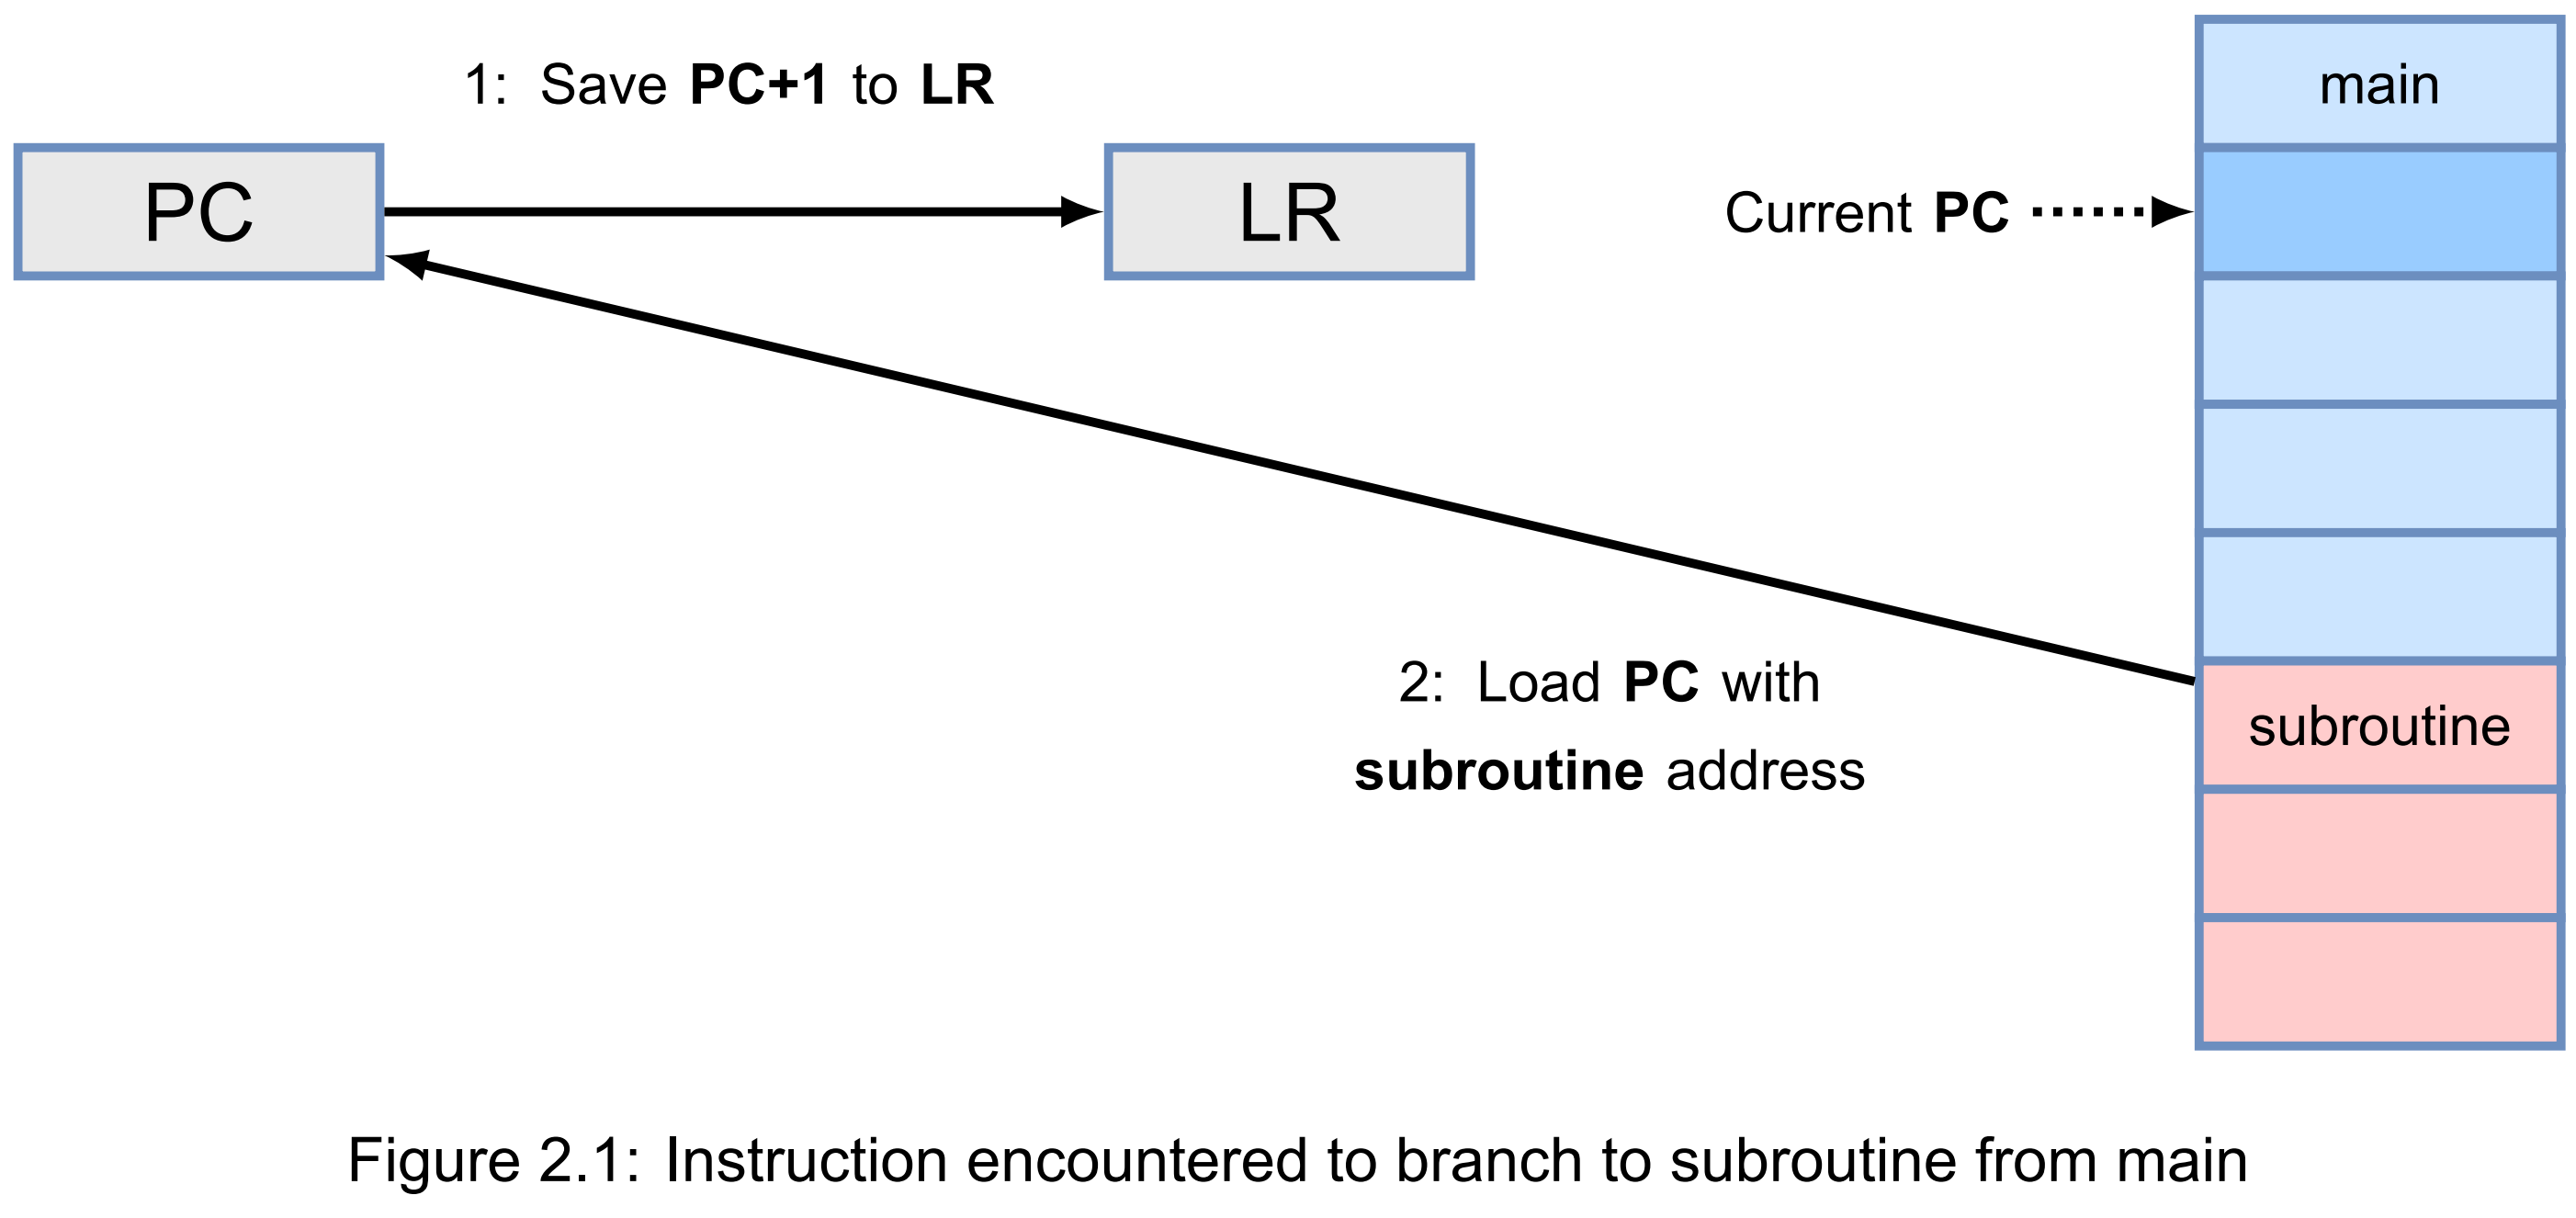 1: Save PC+1 to LR
main
PC
LR
Current PC
2: Load PC with
subroutine address
subroutine
Figure 2.1: Instruction encountered to branch to subroutine from main